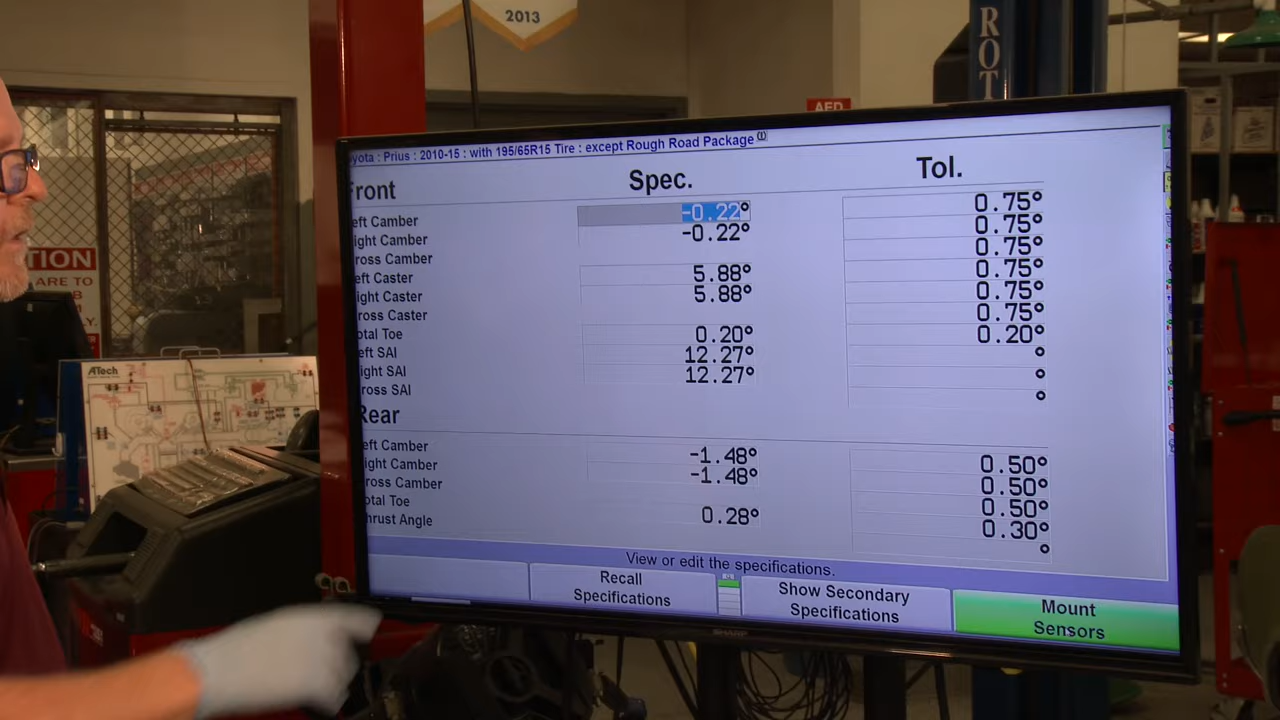 2013
ROT
AED
TION
ARE TO
B
Y.
ATech
yota : Prius : 2010-15 : with 195/65R15 Tire : except Rough Road Package
Front Spec. Tol.
eft Camber -0.22° 0.75°
ight Camber -0.22° 0.75°
ross Camber 0.75°
eft Caster 5.88° 0.75°
ight Caster 5.88° 0.75°
ross Caster 0.75°
otal Toe 0.20° 0.20°
eft SAI 12.27° °
ight SAI 12.27° °
ross SAI °
Rear
eft Camber -1.48° 0.50°
ight Camber -1.48° 0.50°
ross Camber 0.50°
otal Toe 0.28° 0.30°
hrust Angle °
View or edit the specifications.
Recall
Specifications
Show Secondary
Specifications
Mount
Sensors
SHARP